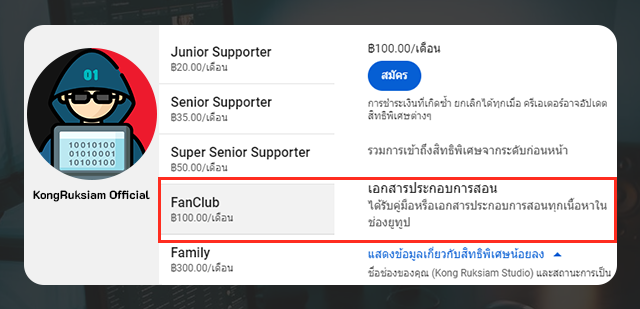 01
10010100
01010001
10100100
KongRuksiam Official
Junior Supporter
฿20.00/เดือน
Senior Supporter
฿35.00/เดือน
Super Senior Supporter
฿50.00/เดือน
FanClub
฿100.00/เดือน
Family
฿300.00/เดือน
฿100.00/เดือน
สมัคร
การชำระเงินที่เกิดซ้ำ ยกเลิกได้ทุกเมื่อ ครีเอเตอร์อาจอัปเดต
สิทธิพิเศษต่างๆ
รวมการเข้าถึงสิทธิพิเศษจากระดับก่อนหน้า
เอกสารประกอบการสอน
ได้รับคู่มือหรือเอกสารประกอบการสอนทุกเนื้อหาใน
ช่องยูทูป
แสดงข้อมูลเกี่ยวกับสิทธิพิเศษน้อยลง
ชื่อช่องของคุณ (Kong Ruksiam Studio) และสถานะการเป็น